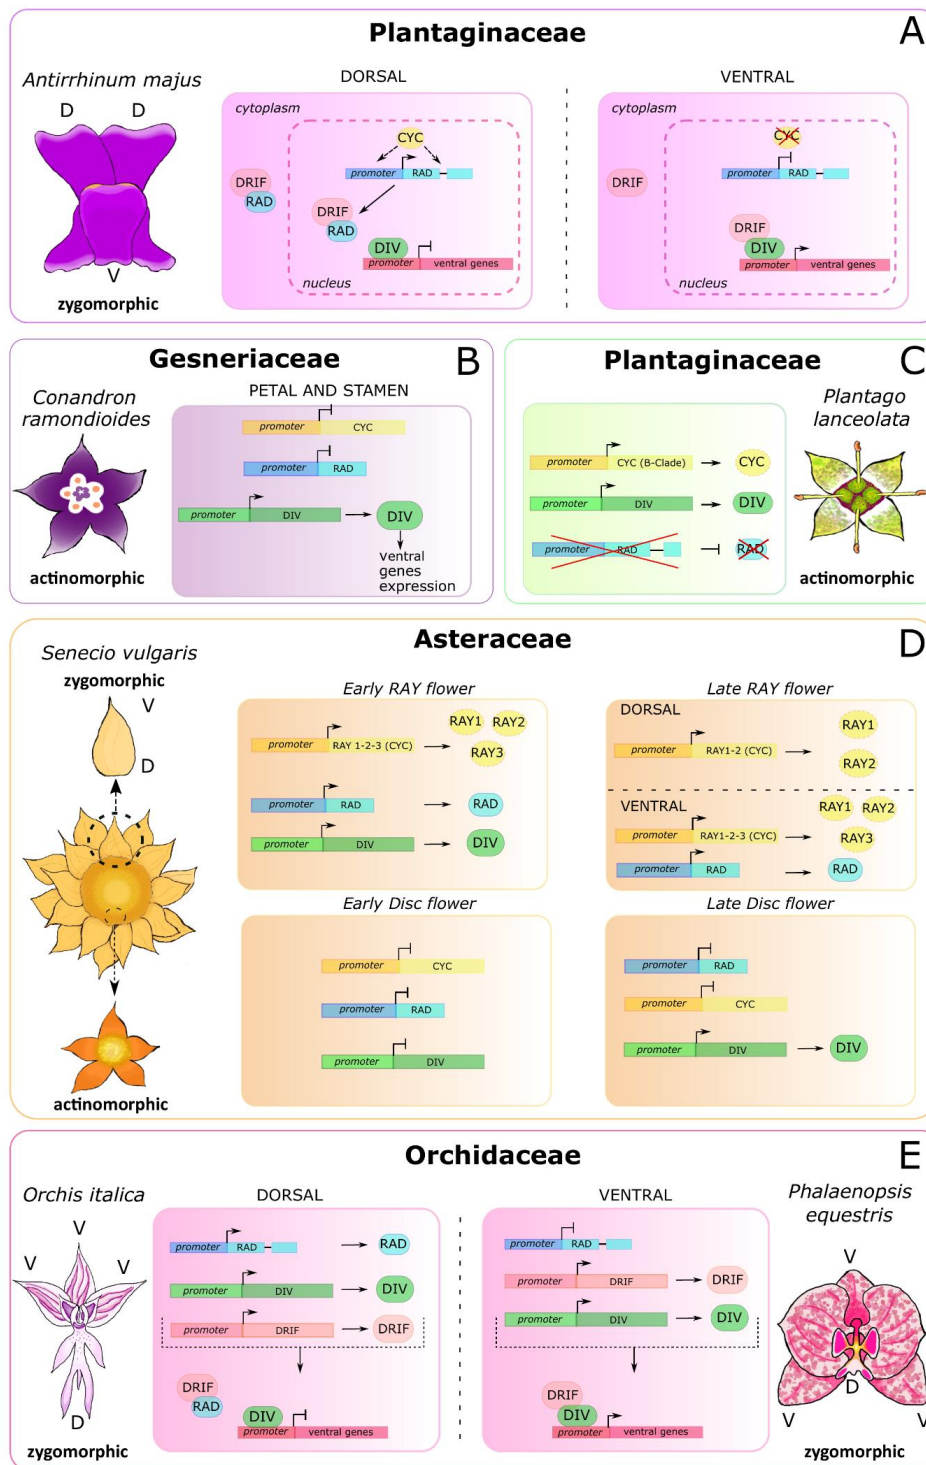 Plantaginaceae
A
Antirrhinum majus
D D
V
zygomorphic
DORSAL
cytoplasm
CYC
promoter RAD
DRIF
RAD
DRIF
RAD
DIV
promoter ventral genes
nucleus
VENTRAL
cytoplasm
CYC
promoter RAD
DRIF
DRIF
DIV
promoter ventral genes
nucleus
Gesneriaceae
B
Conandron
ramondioides
actinomorphic
PETAL AND STAMEN
promoter CYC
promoter RAD
promoter DIV DIV
ventral
genes
expression
Plantaginaceae
C
Plantago
lanceolata
actinomorphic
promoter CYC (B-Clade) CYC
promoter DIV DIV
promoter RAD RAD
Asteraceae
D
Senecio vulgaris
zygomorphic
V
D
actinomorphic
Early RAY flower
RAY1 RAY2
promoter RAY 1-2-3 (CYC)
RAY3
promoter RAD RAD
promoter DIV DIV
Late RAY flower
DORSAL
RAY1
promoter RAY1-2 (CYC)
RAY2
VENTRAL
RAY1 RAY2
promoter RAY1-2-3 (CYC)
RAY3
promoter RAD RAD
Early Disc flower
promoter CYC
promoter RAD
promoter DIV
Late Disc flower
promoter RAD
promoter CYC
promoter DIV DIV
Orchidaceae
E
Orchis italica
V
V V
D
zygomorphic
DORSAL
promoter RAD RAD
promoter DIV DIV
promoter DRIF DRIF
DRIF
RAD
DIV
promoter ventral genes
VENTRAL
promoter RAD
promoter DRIF DRIF
promoter DIV DIV
DRIF
DIV
promoter ventral genes
Phalaenopsis
equestris
V
D
V V
zygomorphic